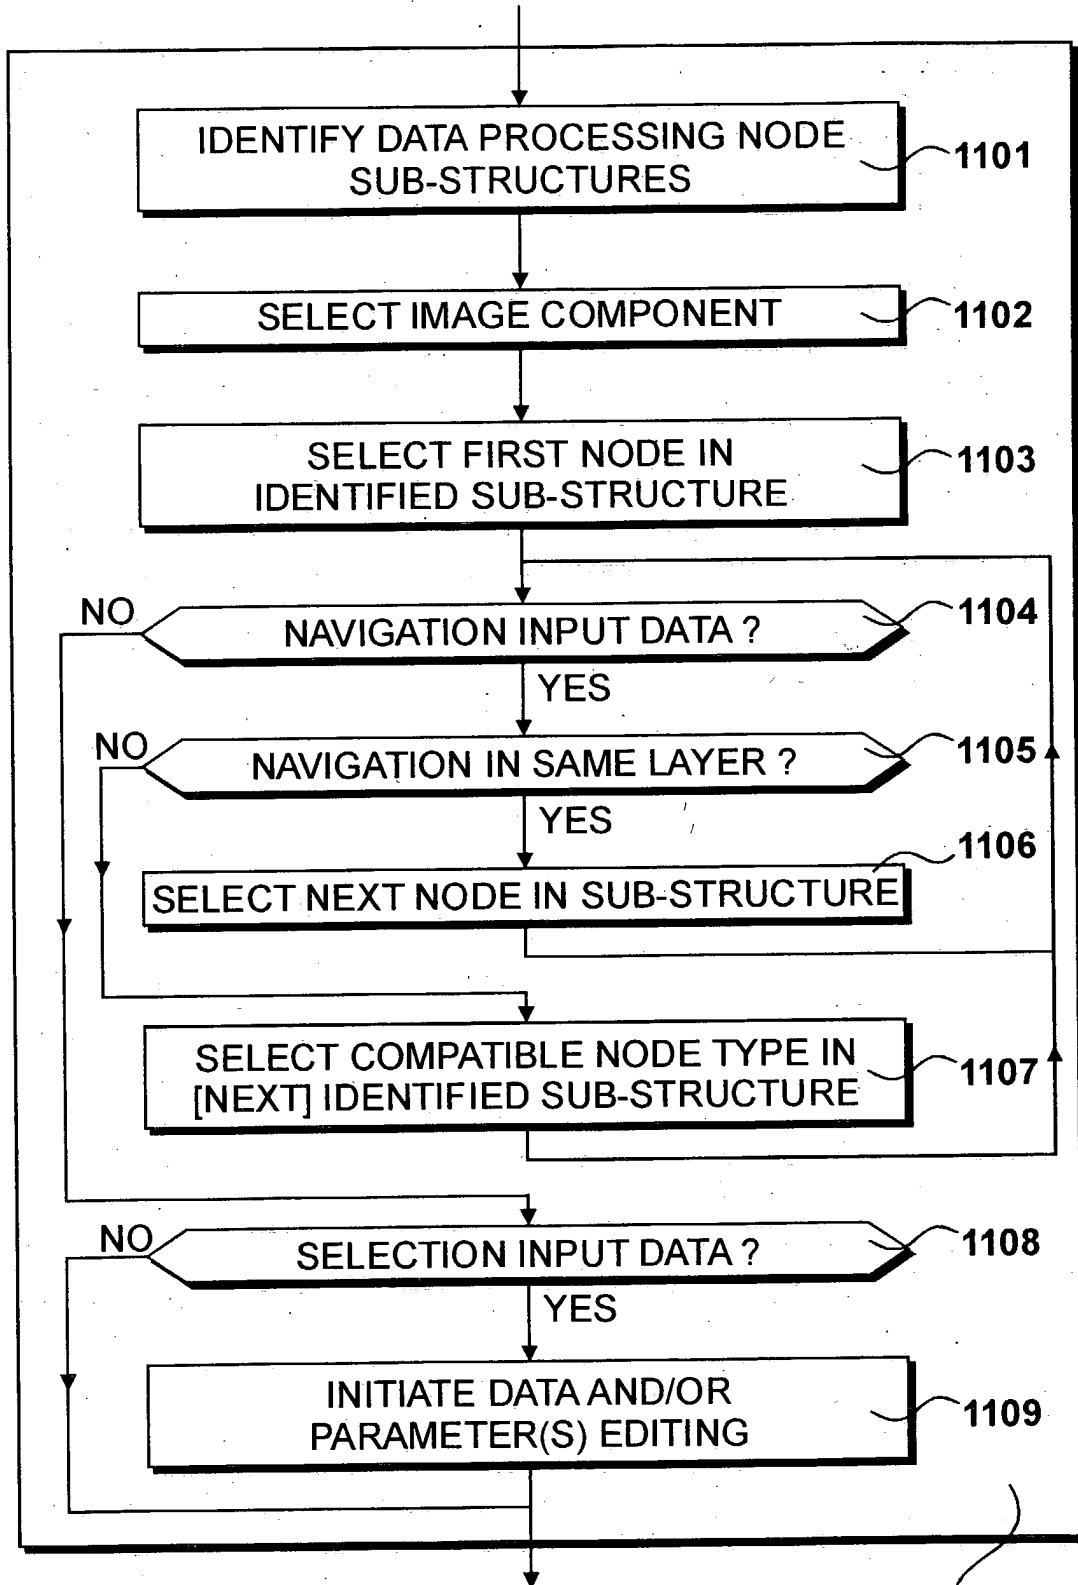 IDENTIFY DATA PROCESSING NODE
SUB-STRUCTURES
1101
SELECT IMAGE COMPONENT
1102
SELECT FIRST NODE IN
IDENTIFIED SUB-STRUCTURE
1103
NO
NAVIGATION INPUT DATA ?
1104
YES
NO
NAVIGATION IN SAME LAYER ?
1105
YES
1106
SELECT NEXT NODE IN SUB-STRUCTURE
SELECT COMPATIBLE NODE TYPE IN
[NEXT] IDENTIFIED SUB-STRUCTURE
1107
NO
SELECTION INPUT DATA ?
1108
YES
INITIATE DATA AND/OR
PARAMETER(S) EDITING
1109